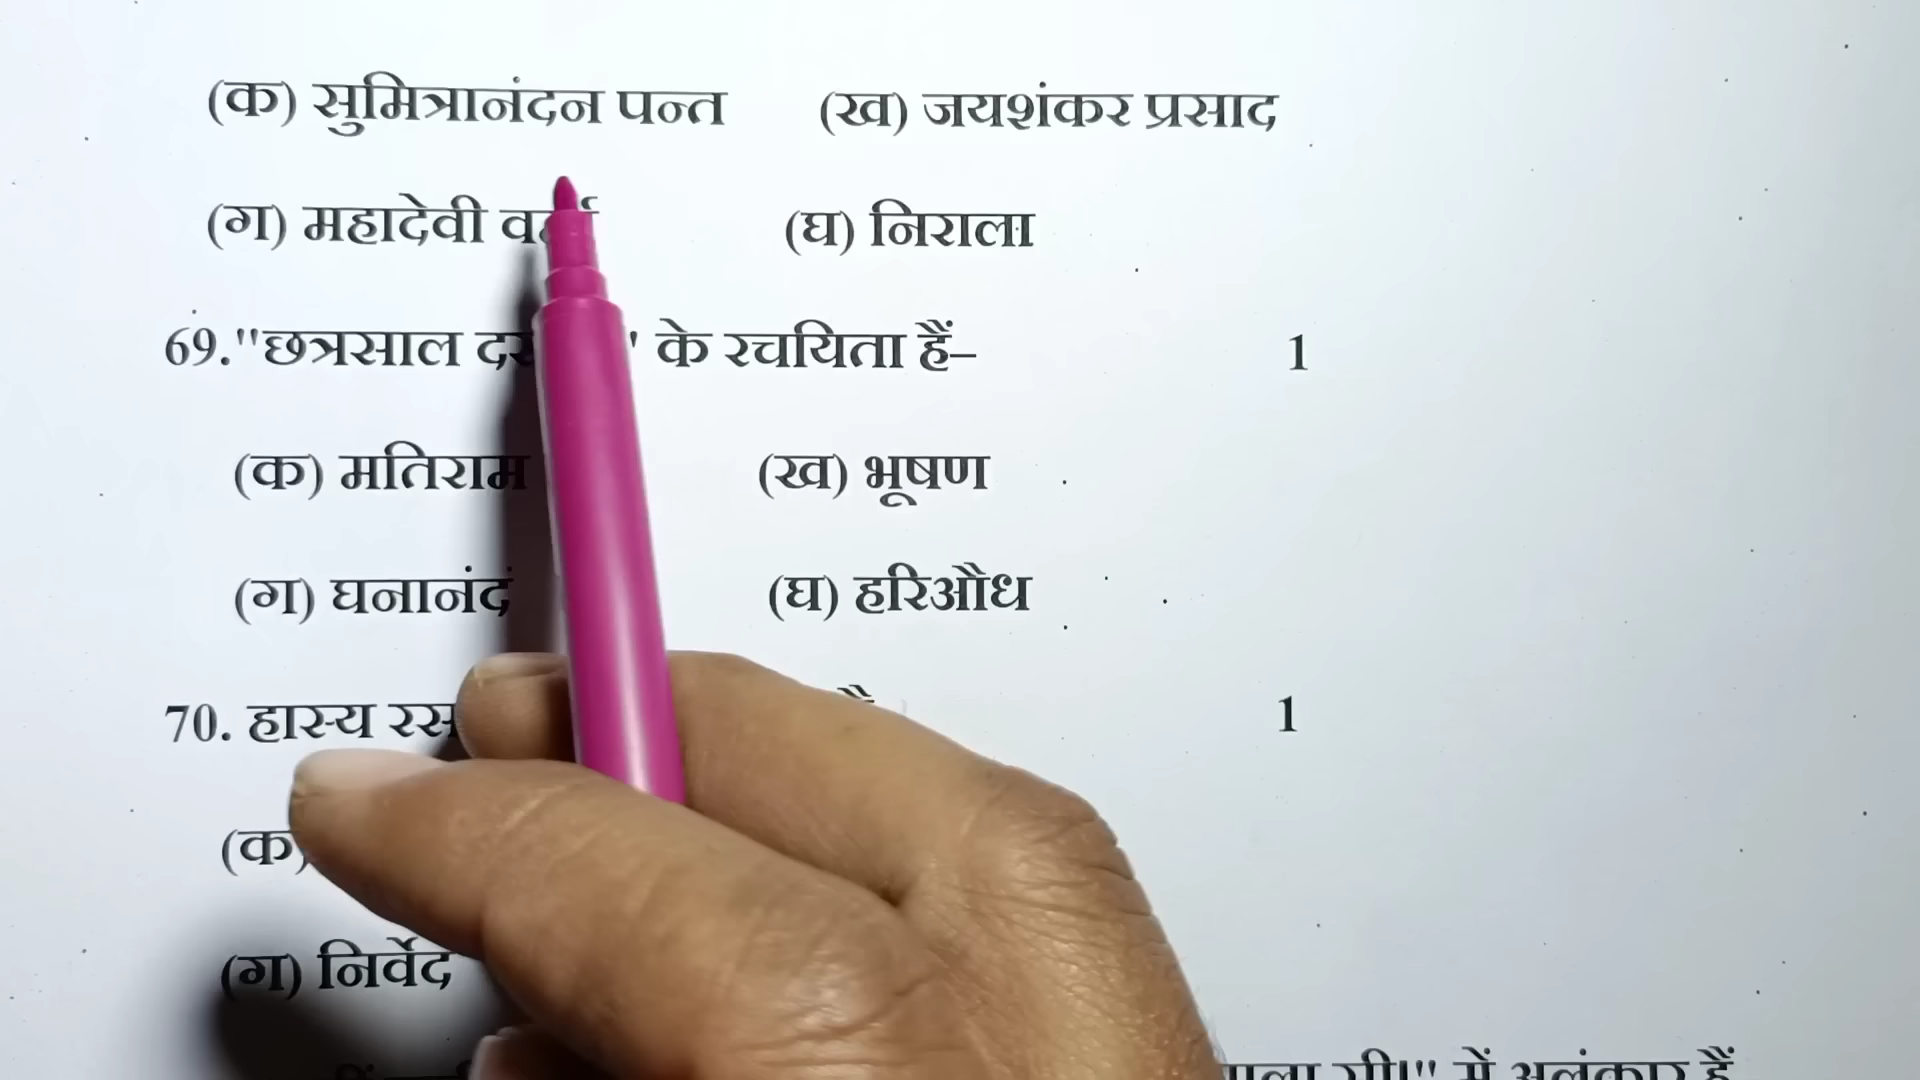 (क) सुमित्रानंदन पन्त (ख) जयशंकर प्रसाद
(ग) महादेवी (घ) निराला
69."छत्रसाल के रचयिता हैं– 1
(क) मतिराम (ख) भूषण
(ग) घनानंद (घ) हरिऔध
70. हास्य रस 1
(क)
(ग) निर्वेद
में अलंकार हैं